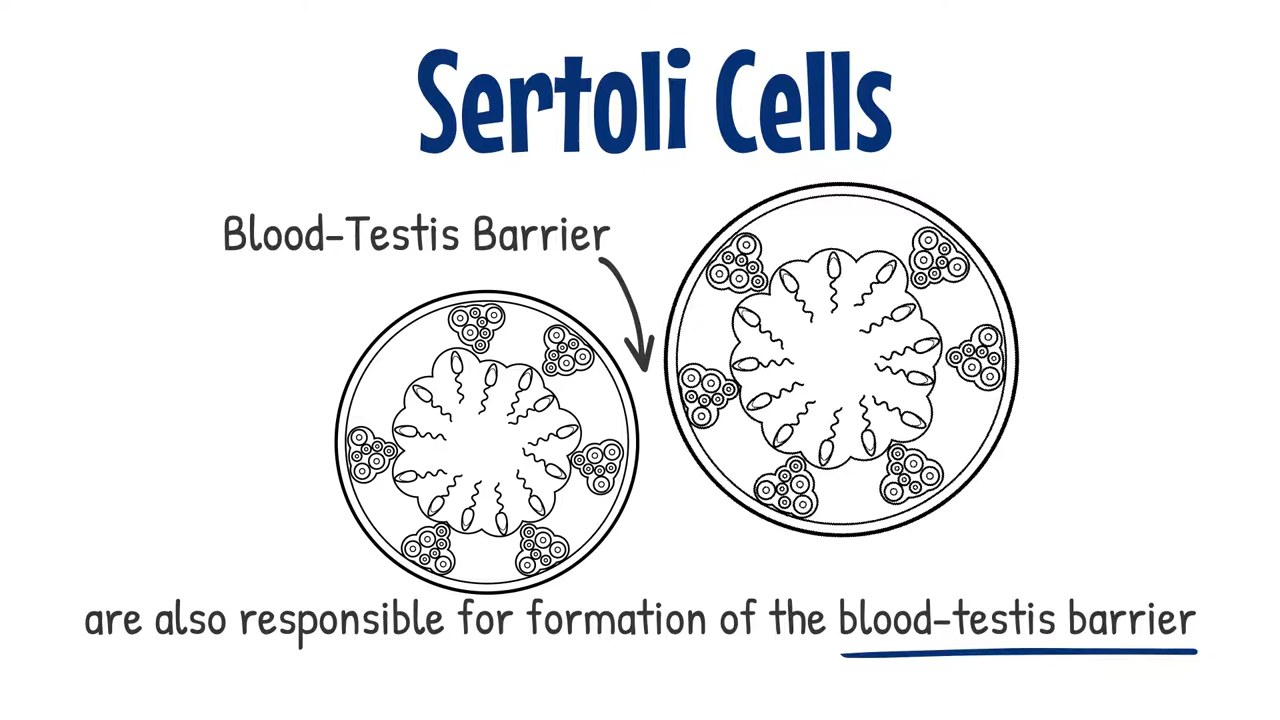 Sertoli Cells
Blood-Testis Barrier
are also responsible for formation of the blood-testis barrier